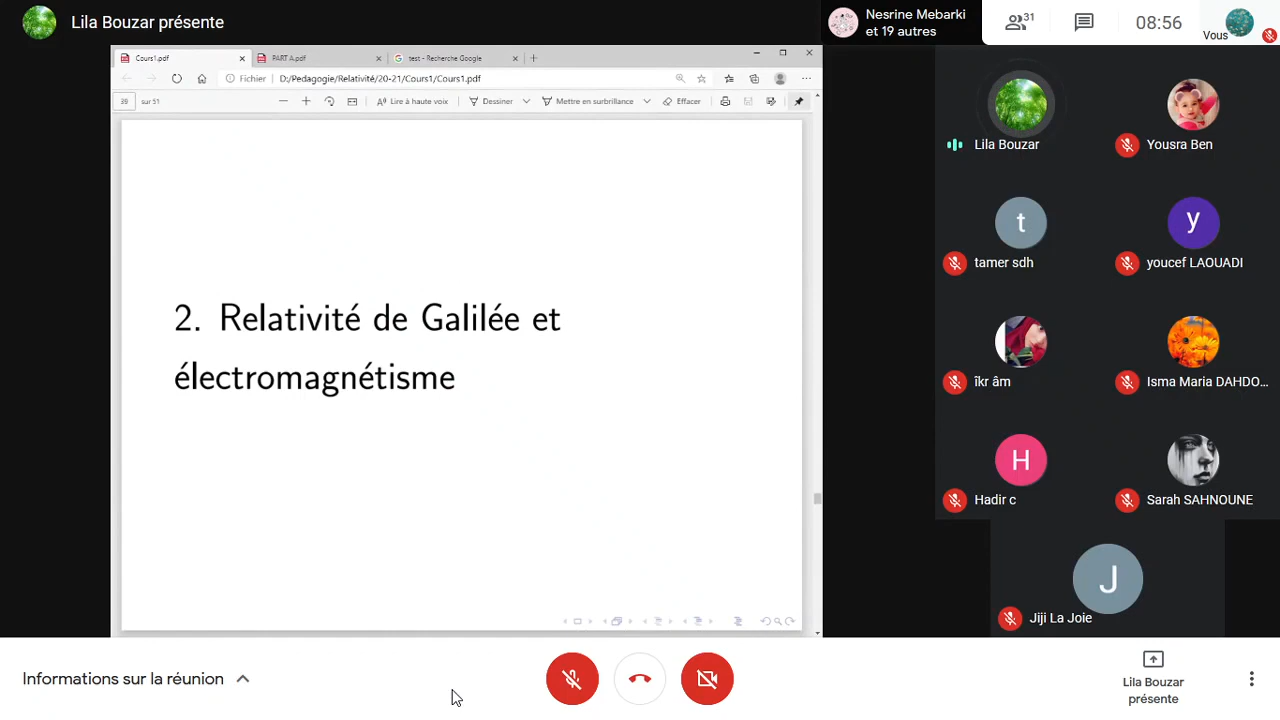 Lila Bouzar présente
Nesrine Mebarki
et 19 autres
31
08:56
Vous
Cours1.pdf
PART A.pdf
test - Recherche Google
Fichier
D:/Pedagogie/Relativité/20-21/Cours1/Cours1.pdf
39 sur 51
Lire à haute voix
Dessiner
Mettre en surbrillance
Effacer
2. Relativité de Galilée et
électromagnétisme
Lila Bouzar
Yousra Ben
t
tamer sdh
y
youcef LAOUADI
îkr âm
Isma Maria DAHDO...
H
Hadir c
Sarah SAHNOUNE
J
Jiji La Joie
Informations sur la réunion
Lila Bouzar
présente